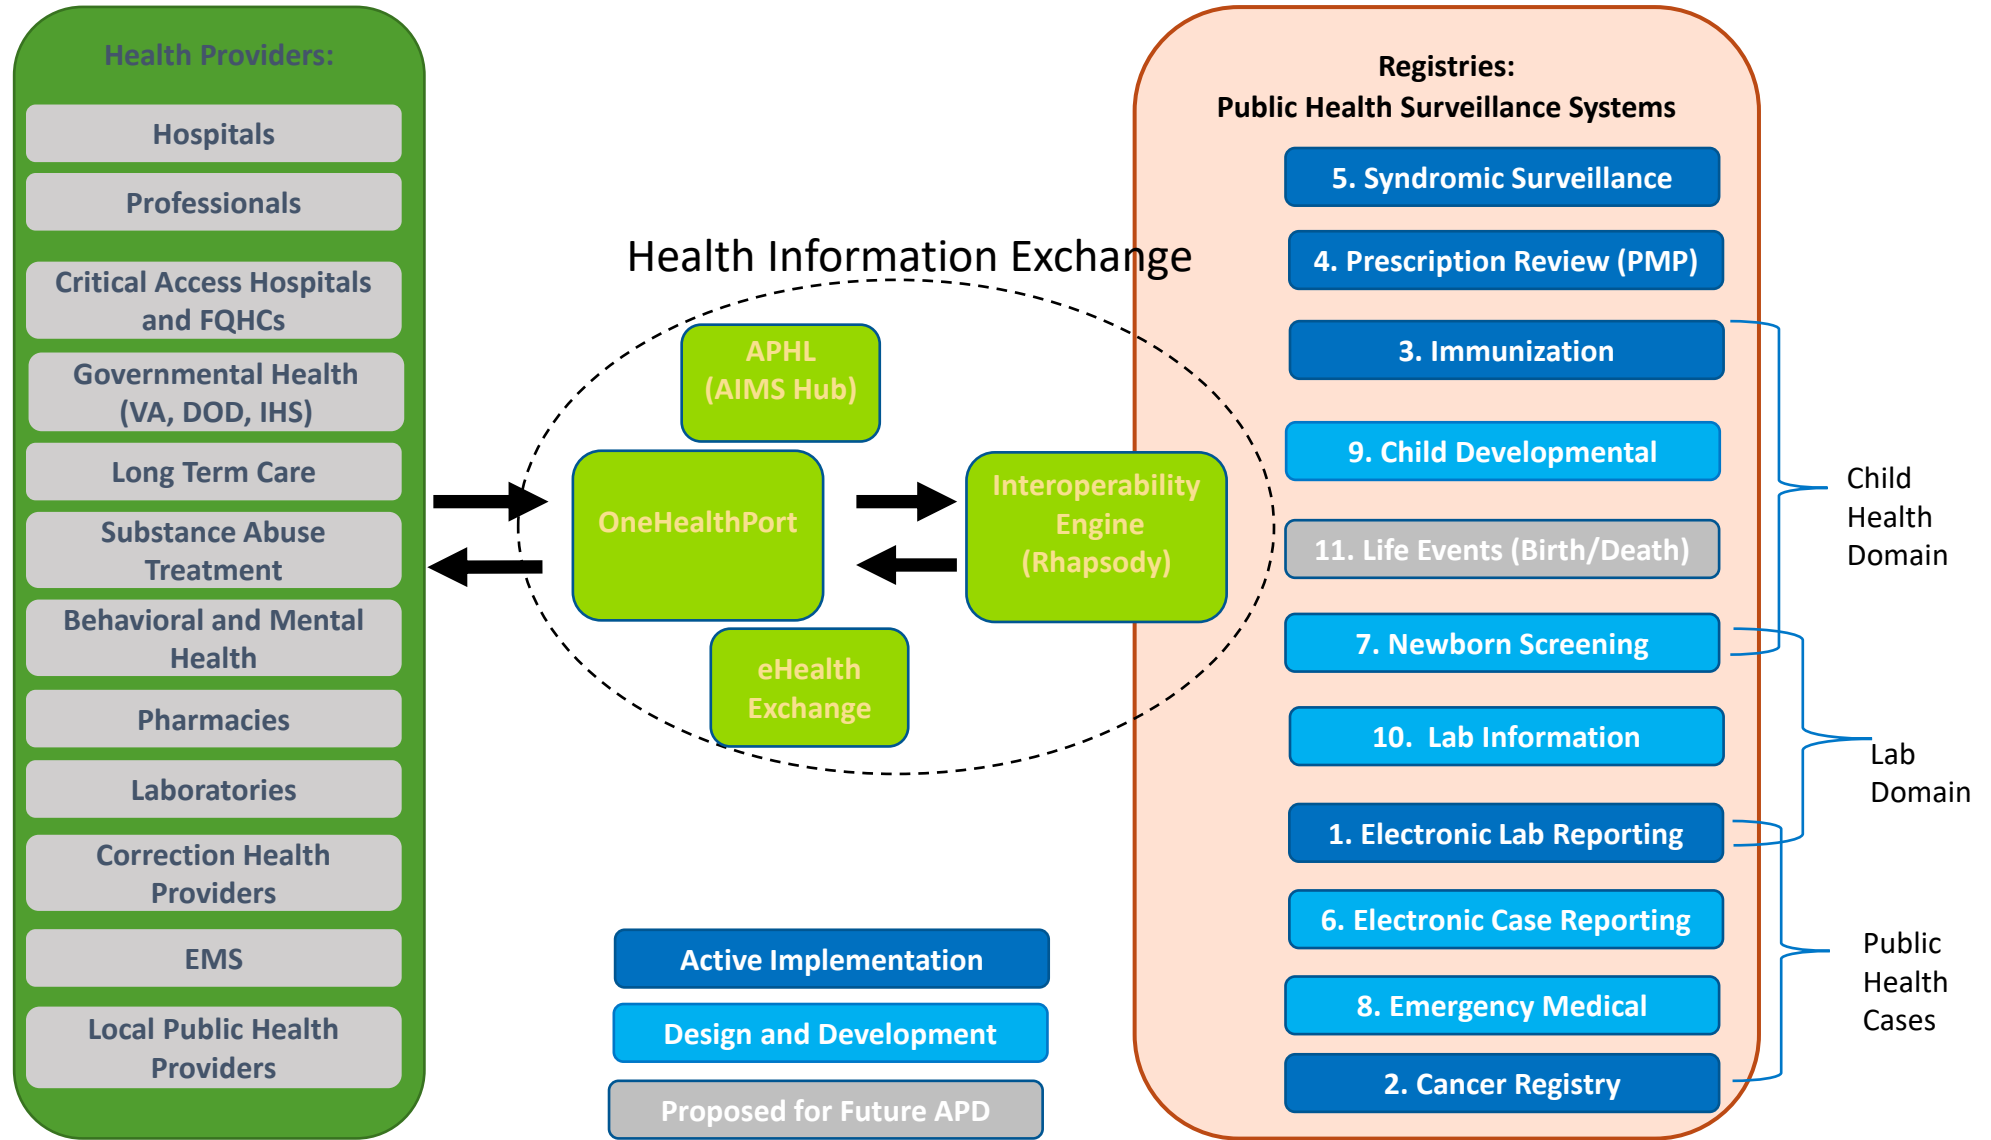 Health Providers:
Hospitals
Professionals
Critical Access Hospitals
and FQHCs
Governmental Health
(VA, DOD, IHS)
Long Term Care
Substance Abuse
Treatment
Behavioral and Mental
Health
Pharmacies
Laboratories
Correction Health
Providers
EMS
Local Public Health
Providers
Health Information Exchange
APHL
(AIMS Hub)
OneHealthPort
Interoperability
Engine
(Rhapsody)
eHealth
Exchange
Active Implementation
Design and Development
Proposed for Future APD
Registries:
Public Health Surveillance Systems
5. Syndromic Surveillance
4. Prescription Review (PMP)
3. Immunization
9. Child Developmental
11. Life Events (Birth/Death)
7. Newborn Screening
10.  Lab Information
1. Electronic Lab Reporting
6. Electronic Case Reporting
8. Emergency Medical
2. Cancer Registry
Child
Health
Domain
Lab
Domain
Public
Health
Cases